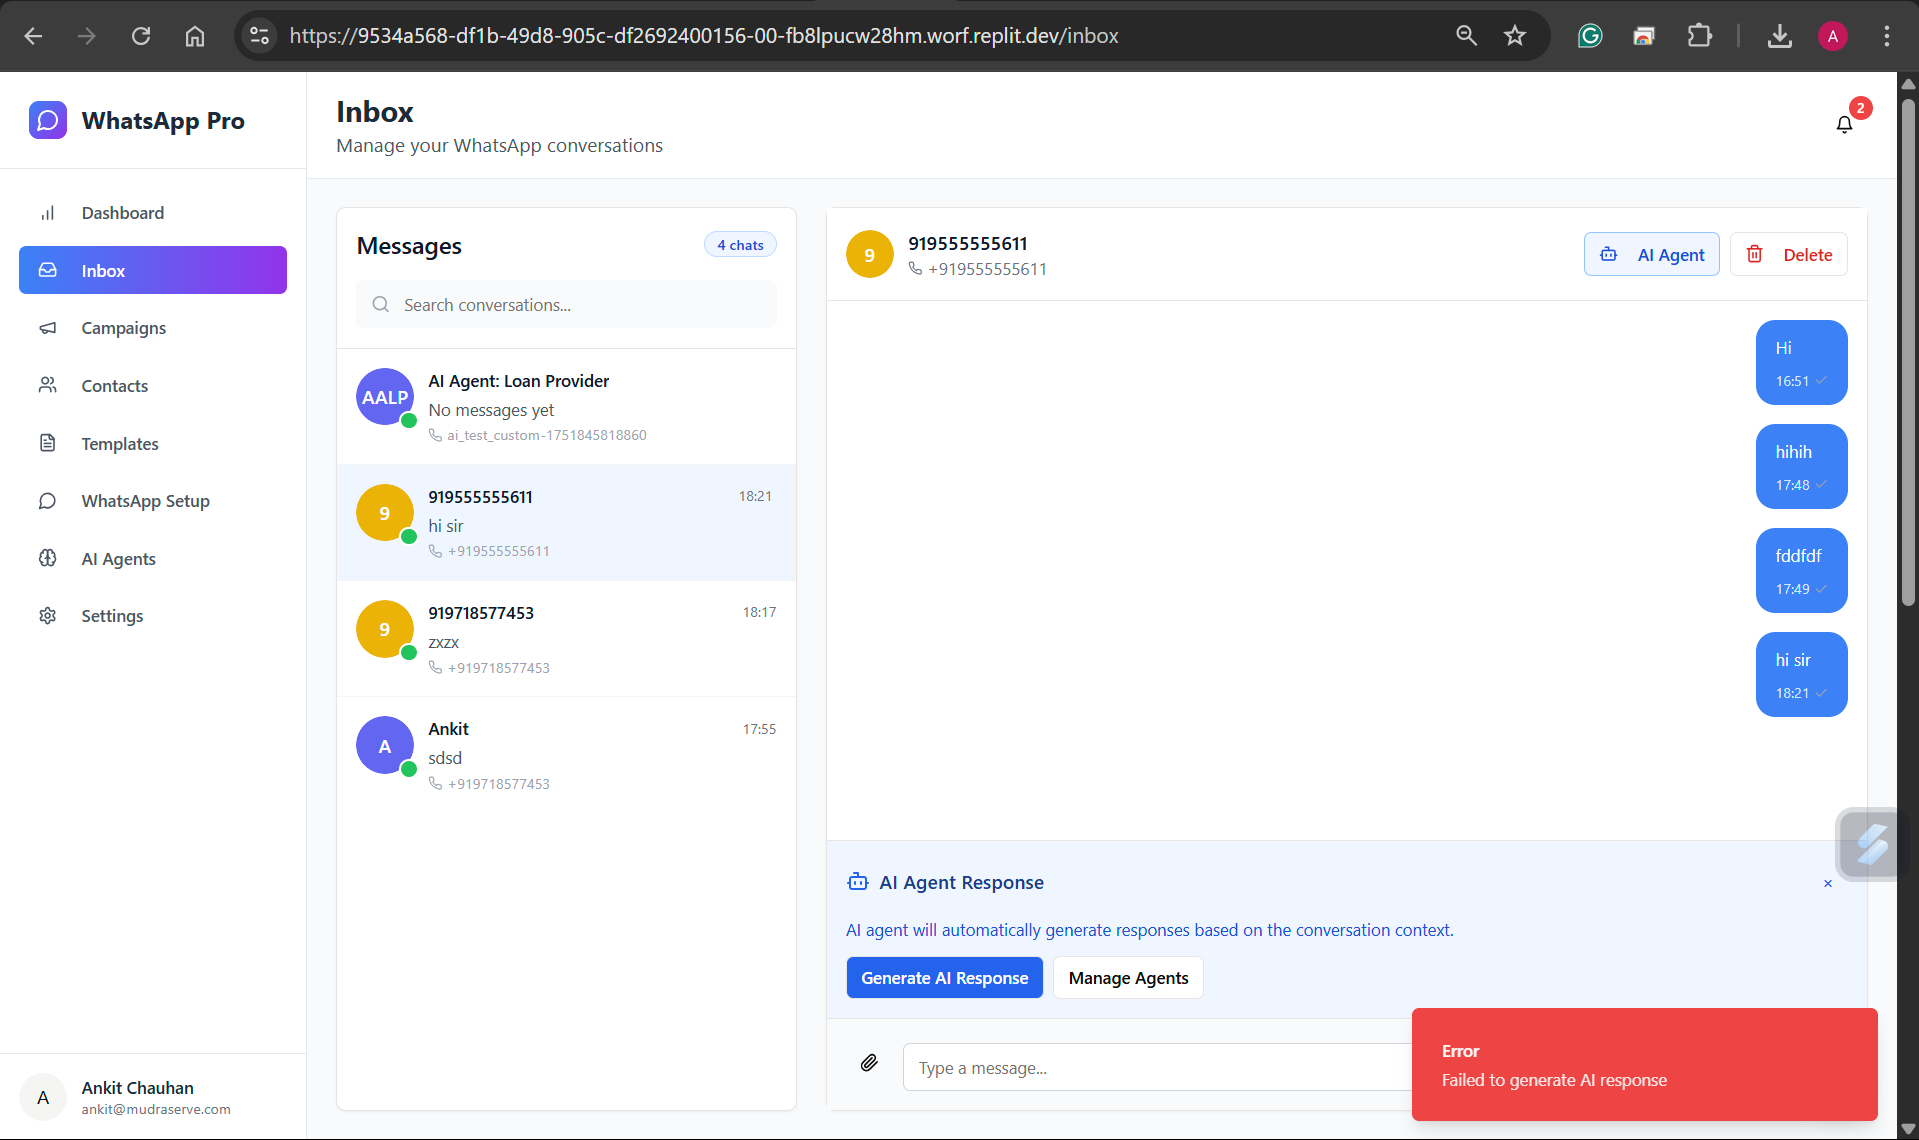 https://9534a568-df1b-49d8-905c-df2692400156-00-fb8lpucw28hm.worf.replit.dev/inbox
A
WhatsApp Pro
Dashboard
Inbox
Campaigns
Contacts
Templates
WhatsApp Setup
AI Agents
Settings
A
Ankit Chauhan
ankit@mudraserve.com
Inbox
Manage your WhatsApp conversations
2
Messages
4 chats
Search conversations...
AALP
AI Agent: Loan Provider
No messages yet
ai_test_custom-1751845818860
9
919555555611
18:21
hi sir
+919555555611
9
919718577453
18:17
zxzx
+919718577453
A
Ankit
17:55
sdsd
+919718577453
9
919555555611
+919555555611
AI Agent
Delete
Hi
16:51
hihih
17:48
fddfdf
17:49
hi sir
18:21
AI Agent Response
×
AI agent will automatically generate responses based on the conversation context.
Generate AI Response
Manage Agents
Type a message...
Error
Failed to generate AI response